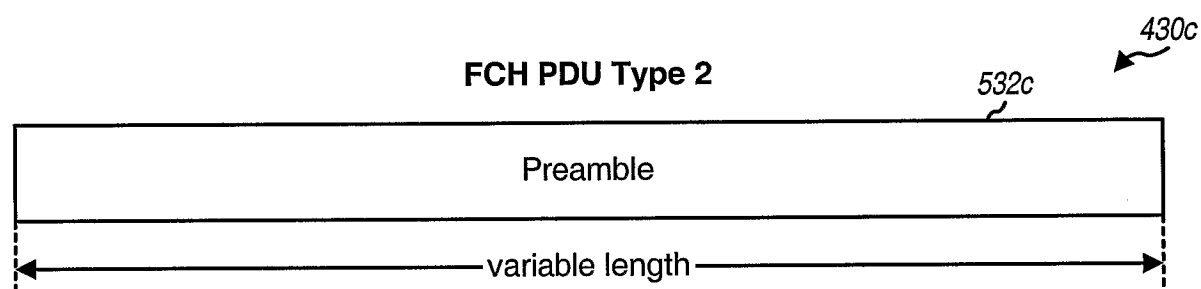 430c
FCH PDU Type 2
532c
Preamble
variable length